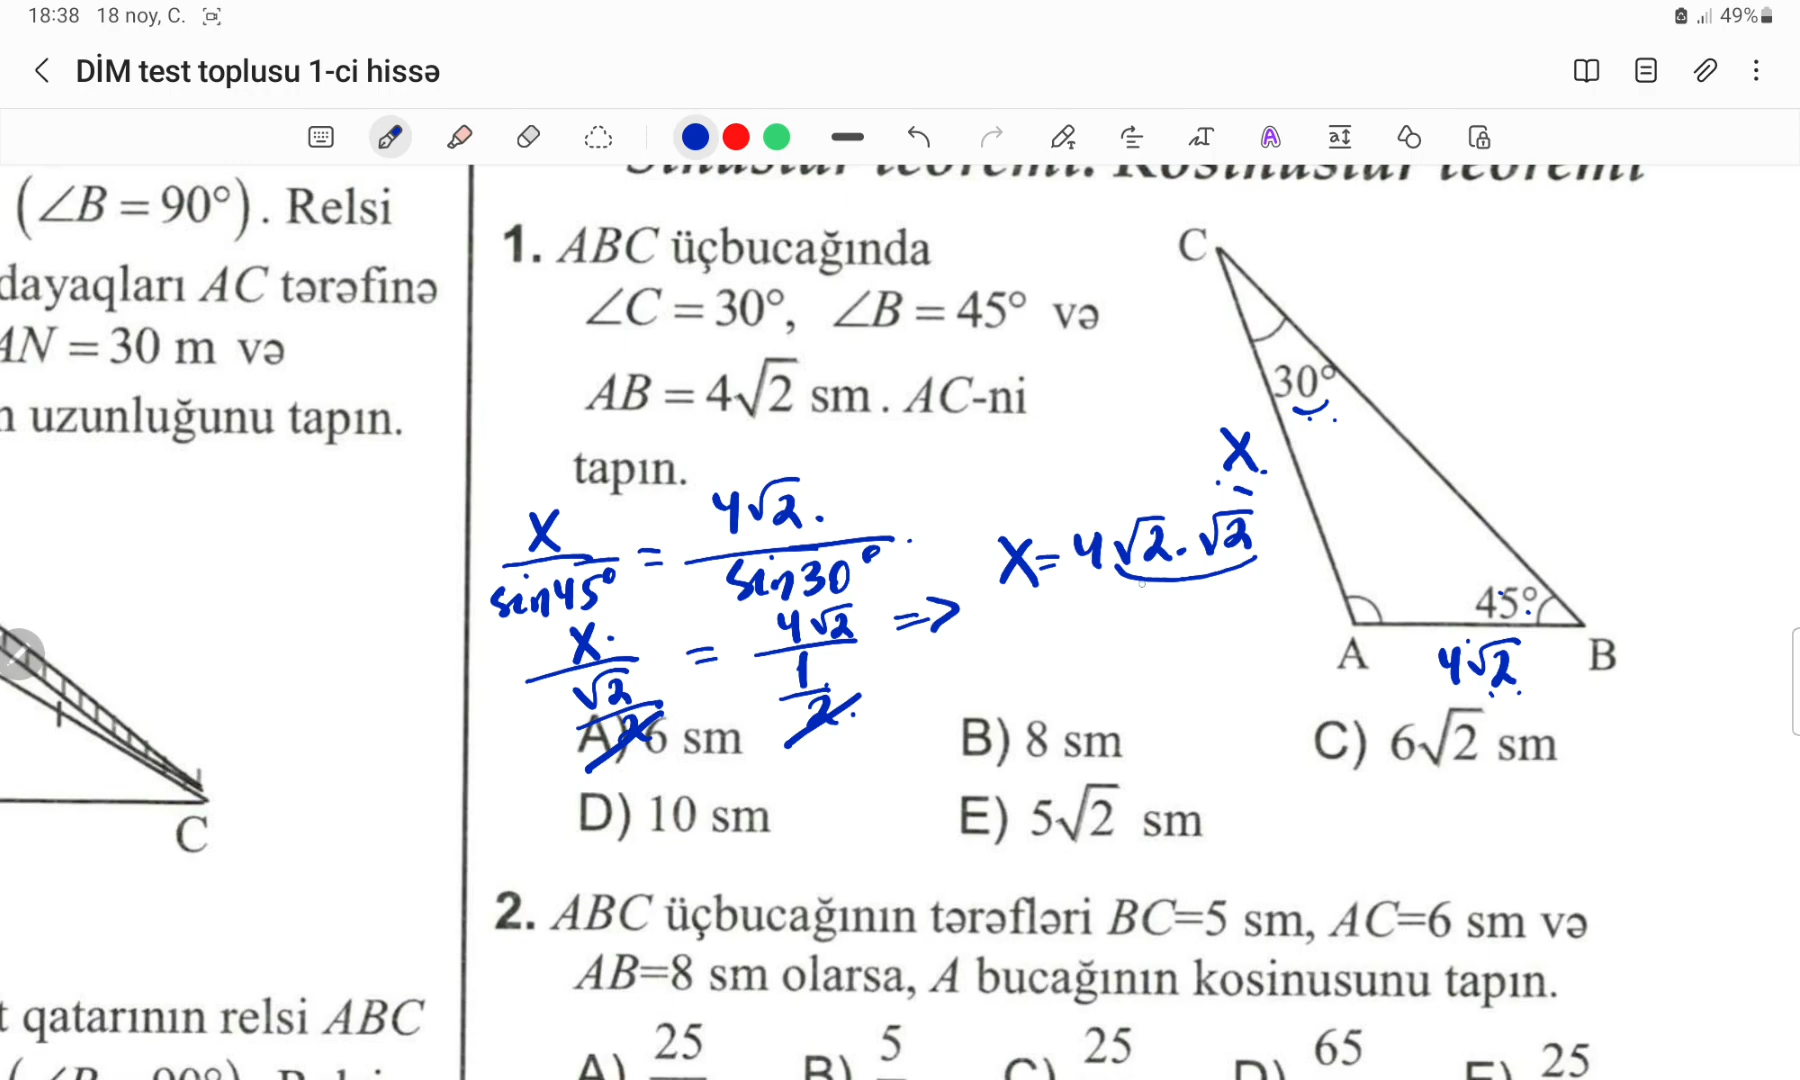 18:38 18 noy, C.
49%
DİM test toplusu 1-ci hissə
Sinuslar teoremi. Kosinuslar teoremi
(∠B = 90°). Relsi
dayaqları AC tərəfinə
AN = 30 m və
uzunluğunu tapın.
C
t qatarının relsi ABC
1. ABC üçbucağında
∠C = 30°, ∠B = 45° və
AB = 4√2 sm. AC-ni
tapın.
C
30°
x
45°
A
4√2
B
x/sin45° = 4√2/sin30°
x/(√2/2) = 4√2/(1/2) => x = 4√2 · √2
A) 6 sm B) 8 sm C) 6√2 sm
D) 10 sm E) 5√2 sm
2. ABC üçbucağının tərəfləri BC=5 sm, AC=6 sm və
AB=8 sm olarsa, A bucağının kosinusunu tapın.
A) 25 B) 5 C) 25 D) 65 E) 25